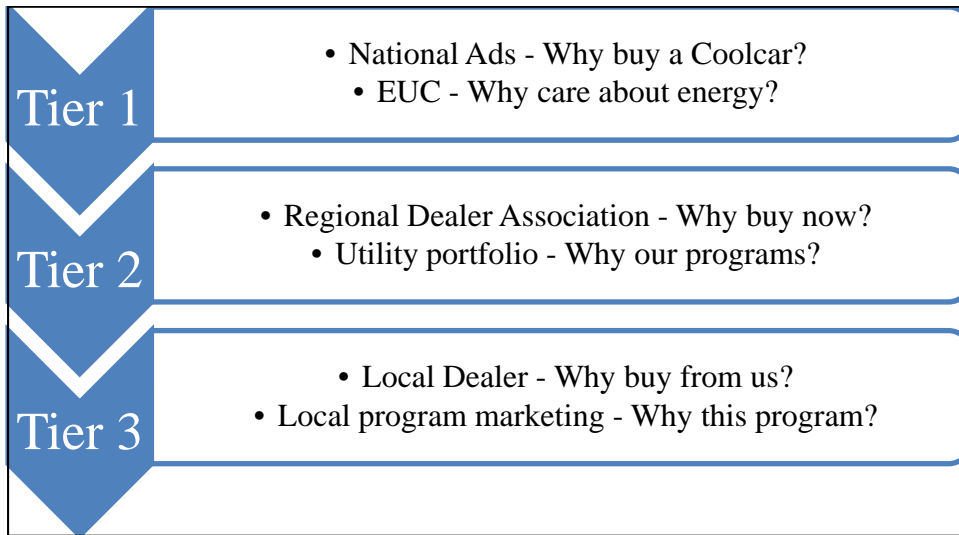 Tier 1
• National Ads - Why buy a Coolcar?
• EUC - Why care about energy?
Tier 2
• Regional Dealer Association - Why buy now?
• Utility portfolio - Why our programs?
Tier 3
• Local Dealer - Why buy from us?
• Local program marketing - Why this program?